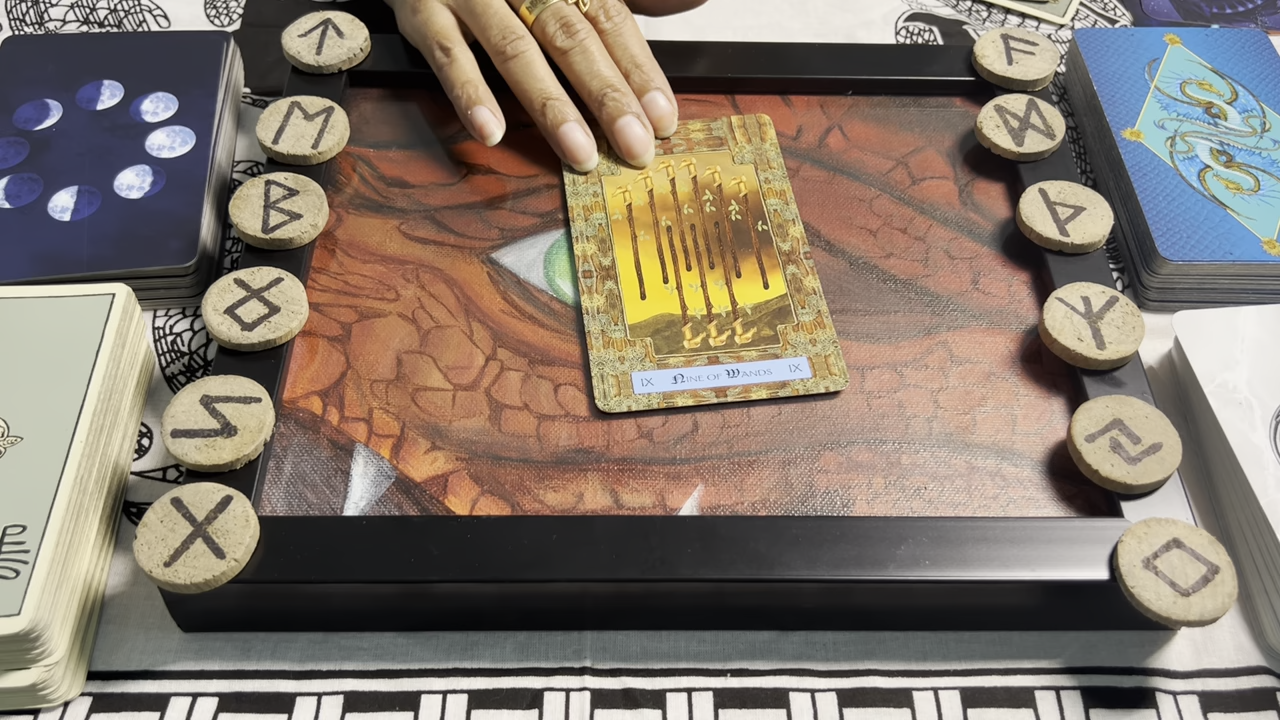 ᛏ
ᛖ
ᛒ
ᛟ
ᛋ
ᚷ
IX NINE OF WANDS IX
ᚨ
ᛞ
ᚦ
ᛉ
ᛃ
ᛜ